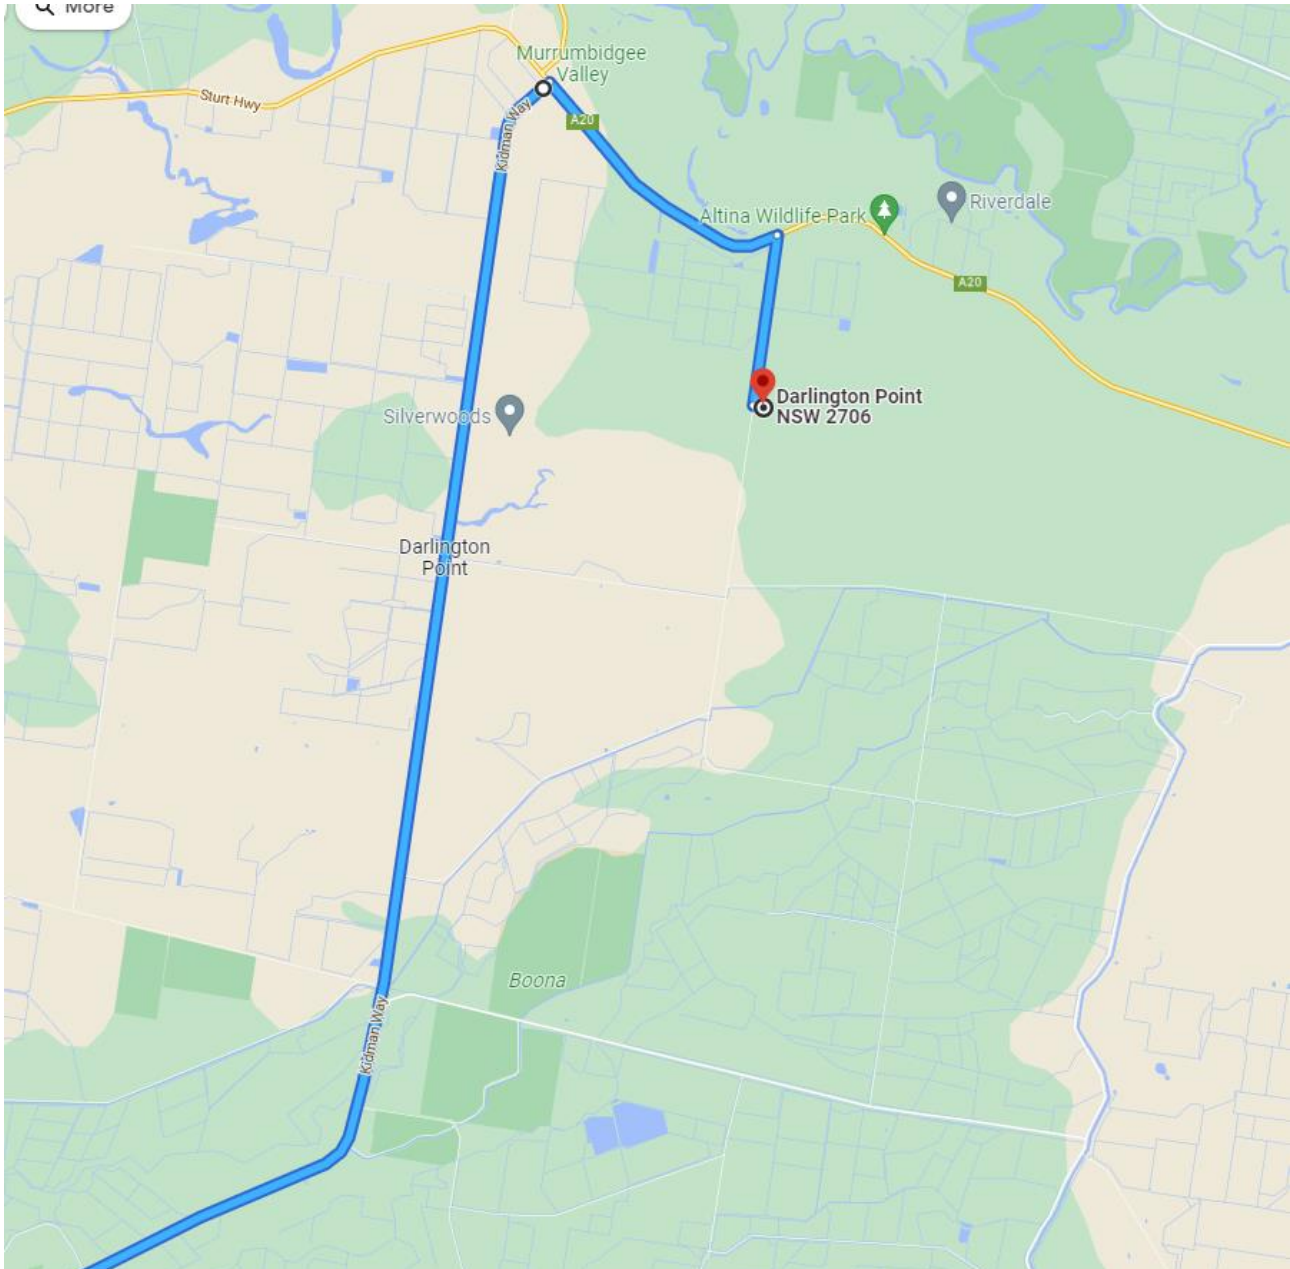 More
Murrumbidgee
Valley
Sturt Hwy
A20
Kidman Way
Altina Wildlife Park
Riverdale
A20
Darlington Point
NSW 2706
Silverwoods
Darlington
Point
Boona
Kidman Way